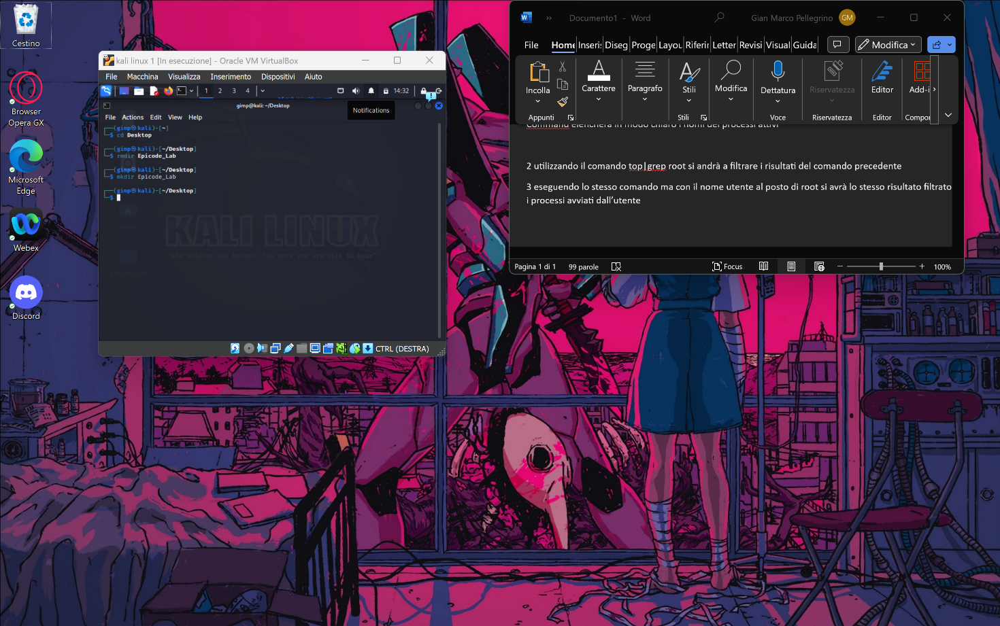 Cestino
Browser
Opera GX
Microsoft
Edge
Webex
Discord
kali linux 1 [In esecuzione] - Oracle VM VirtualBox
File Macchina Visualizza Inserimento Dispositivi Aiuto
1 2 3 4 14:32
gimp@kali: ~/Desktop
Notifications
File Actions Edit View Help
(gimp㉿kali)-[~]
$ cd Desktop
(gimp㉿kali)-[~/Desktop]
$ rmdir Epicode_Lab
(gimp㉿kali)-[~/Desktop]
$ mkdir Epicode_Lab
(gimp㉿kali)-[~/Desktop]
$
KALI LINUX
"the quieter you become, the more you are able to hear"
CTRL (DESTRA)
Documento1 - Word Gian Marco Pellegrino GM
File Home Inseris Diseg Proge Layou Riferir Letter Revisi Visual Guida Modifica
Incolla Carattere Paragrafo Stili Modifica Dettatura Riservatezza Editor Add-i
Appunti Stili Voce Riservatezza Editor Compor
Command elencherà in modo chiaro i nomi dei processi attivi
2 utilizzando il comando top|grep root si andrà a filtrare i risultati del comando precedente
3 eseguendo lo stesso comando ma con il nome utente al posto di root si avrà lo stesso risultato filtrato
i processi avviati dall’utente
Pagina 1 di 1 99 parole Focus 100%